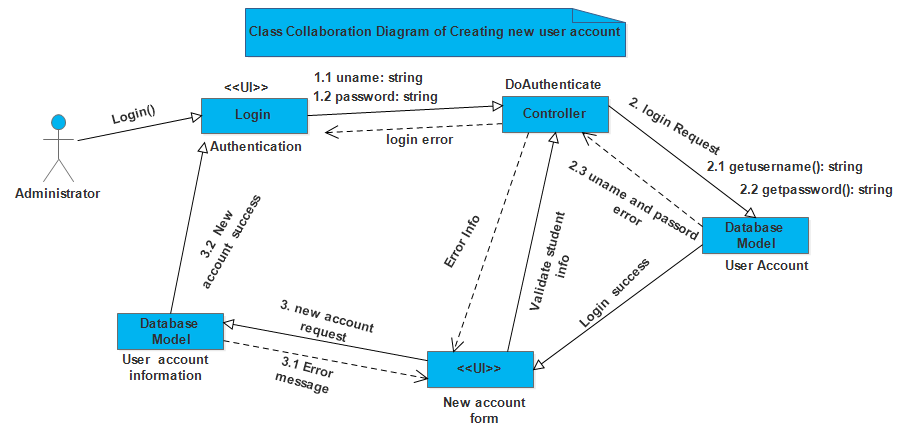 Class Collaboration Diagram of Creating new user account
1.1 uname: string
1.2 password: string
<<UI>>
Login
Authentication
Login()
Administrator
DoAuthenticate
Controller
login error
2. login Request
2.1 getusername(): string
2.2 getpassword(): string
2.3 uname and passord
error
Database
Model
User Account
Error Info
Validate student
info
Login success
3.2 New
account success
3. new account
request
Database
Model
User account
information
3.1 Error
message
<<UI>>
New account
form